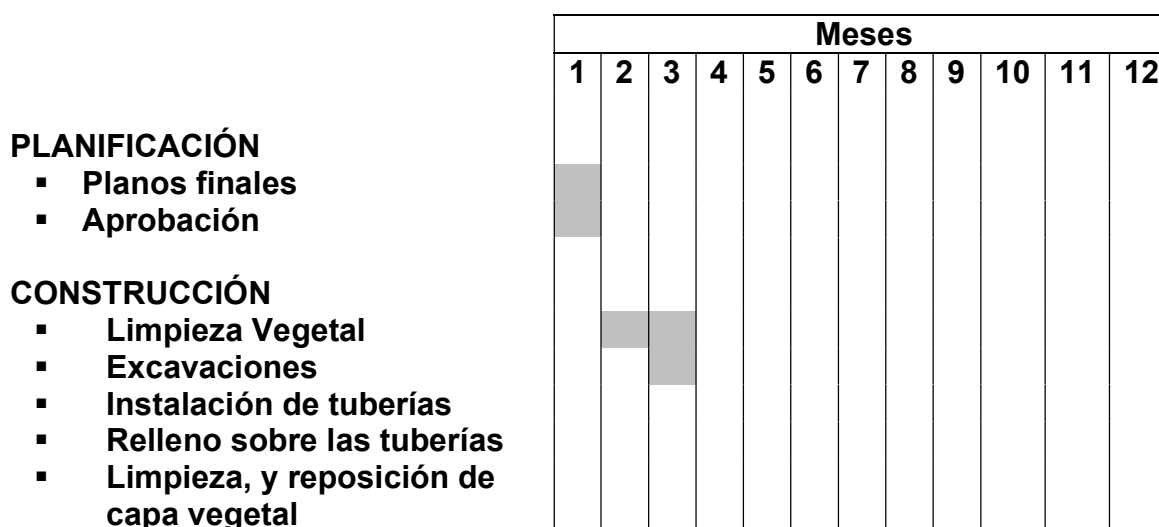 Meses
1 2 3 4 5 6 7 8 9 10 11 12
PLANIFICACIÓN
▪ Planos finales
▪ Aprobación
CONSTRUCCIÓN
▪ Limpieza Vegetal
▪ Excavaciones
▪ Instalación de tuberías
▪ Relleno sobre las tuberías
▪ Limpieza, y reposición de
capa vegetal